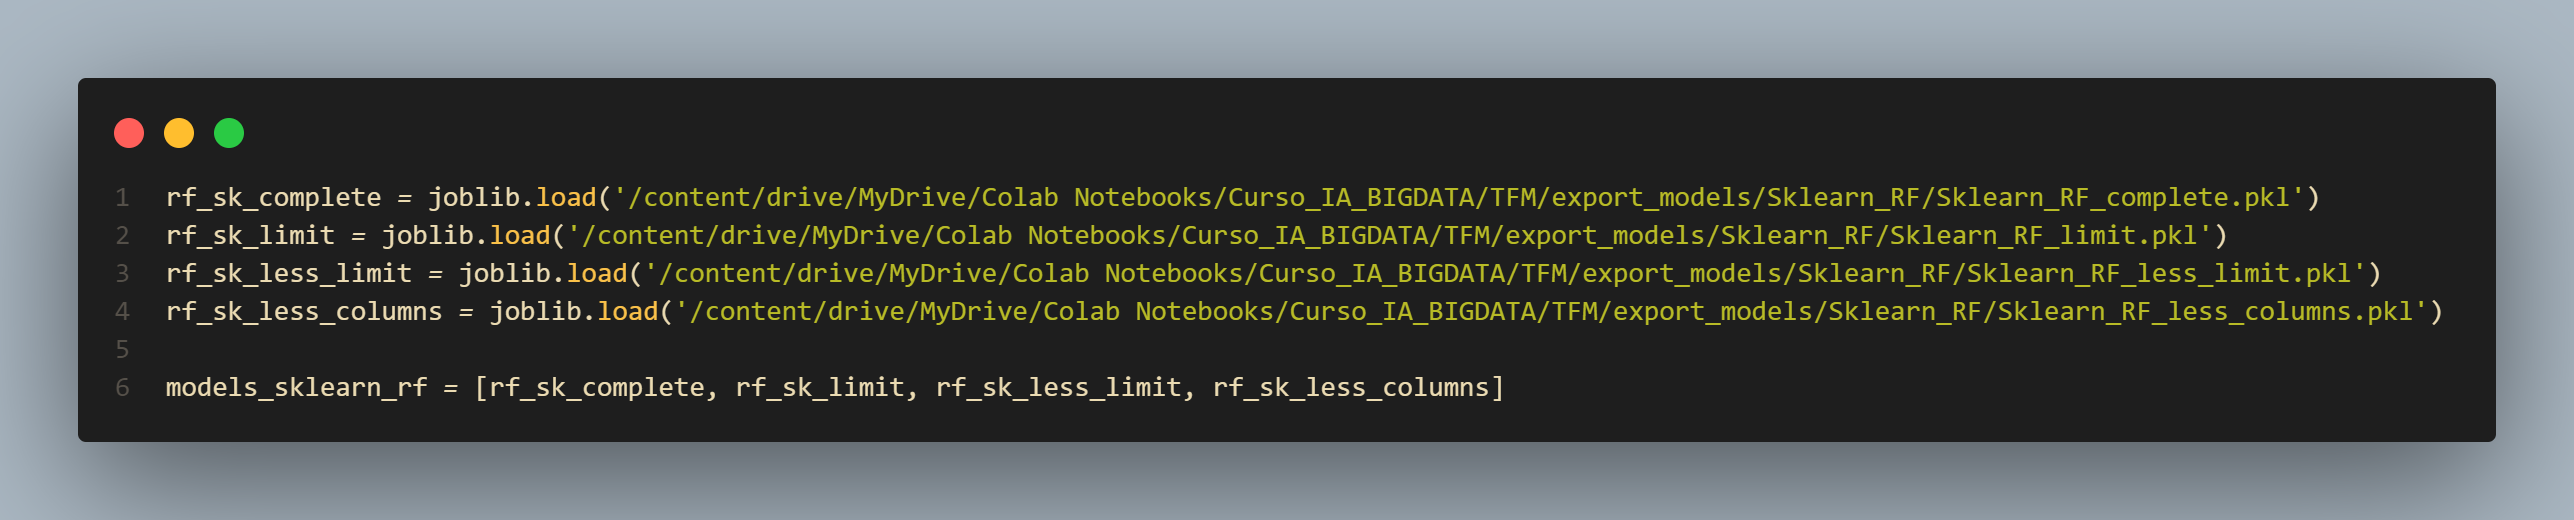 1 rf_sk_complete = joblib.load('/content/drive/MyDrive/Colab Notebooks/Curso_IA_BIGDATA/TFM/export_models/Sklearn_RF/Sklearn_RF_complete.pkl')
2 rf_sk_limit = joblib.load('/content/drive/MyDrive/Colab Notebooks/Curso_IA_BIGDATA/TFM/export_models/Sklearn_RF/Sklearn_RF_limit.pkl')
3 rf_sk_less_limit = joblib.load('/content/drive/MyDrive/Colab Notebooks/Curso_IA_BIGDATA/TFM/export_models/Sklearn_RF/Sklearn_RF_less_limit.pkl')
4 rf_sk_less_columns = joblib.load('/content/drive/MyDrive/Colab Notebooks/Curso_IA_BIGDATA/TFM/export_models/Sklearn_RF/Sklearn_RF_less_columns.pkl')
5
6 models_sklearn_rf = [rf_sk_complete, rf_sk_limit, rf_sk_less_limit, rf_sk_less_columns]